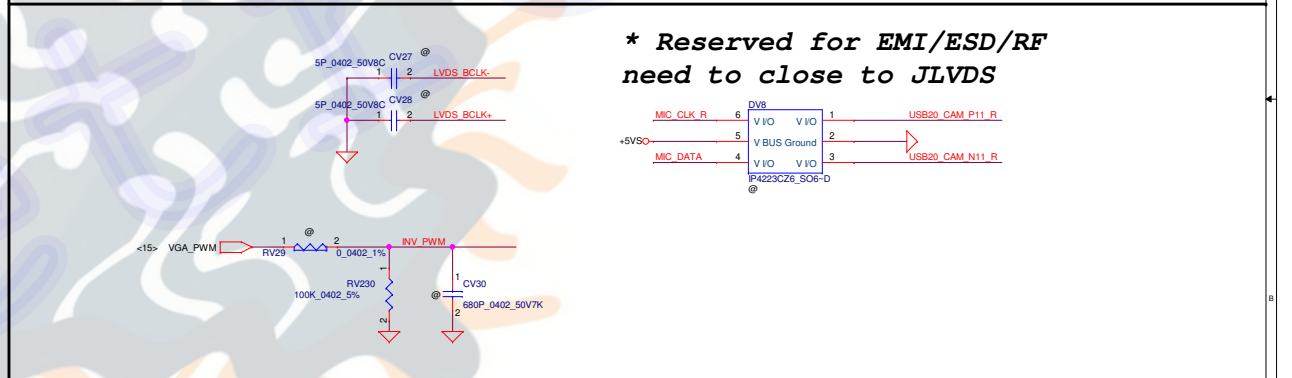 * Reserved for EMI/ESD/RF
need to close to JLVDS
CV27
@
5P_0402_50V8C
1
2
LVDS_BCLK-
CV28
@
5P_0402_50V8C
1
2
LVDS_BCLK+
DV8
MIC_CLK_R
6
V I/O
V I/O
1
USB20_CAM_P11_R
+5VS
5
V BUS Ground
2
MIC_DATA
4
V I/O
V I/O
3
USB20_CAM_N11_R
IP4223CZ6_SO6~D
@
@
<15>
VGA_PWM
1
2
INV_PWM
RV29
0_0402_1%
1
RV230
100K_0402_5%
2
1
CV30
@
680P_0402_50V7K
2
B